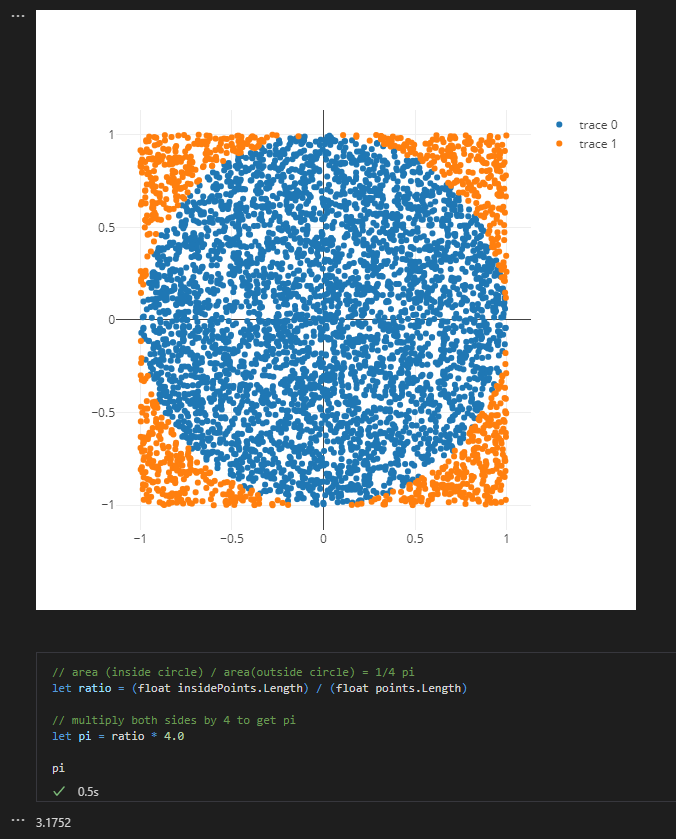 ...
trace 0
trace 1
1
0.5
0
−0.5
−1
−1
−0.5
0
0.5
1
// area (inside circle) / area(outside circle) = 1/4 pi
let ratio = (float insidePoints.Length) / (float points.Length)
// multiply both sides by 4 to get pi
let pi = ratio * 4.0
pi
✓ 0.5s
... 3.1752